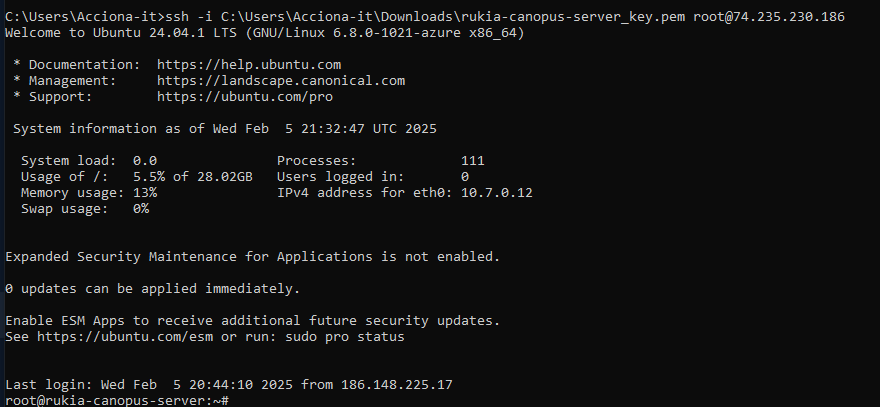 C:\Users\Acciona-it>ssh -i C:\Users\Acciona-it\Downloads\rukia-canopus-server_key.pem root@74.235.230.186
Welcome to Ubuntu 24.04.1 LTS (GNU/Linux 6.8.0-1021-azure x86_64)
* Documentation:  https://help.ubuntu.com
* Management:     https://landscape.canonical.com
* Support:        https://ubuntu.com/pro
System information as of Wed Feb  5 21:32:47 UTC 2025
System load:  0.0               Processes:             111
Usage of /:   5.5% of 28.02GB   Users logged in:       0
Memory usage: 13%               IPv4 address for eth0: 10.7.0.12
Swap usage:   0%
Expanded Security Maintenance for Applications is not enabled.
0 updates can be applied immediately.
Enable ESM Apps to receive additional future security updates.
See https://ubuntu.com/esm or run: sudo pro status
Last login: Wed Feb  5 20:44:10 2025 from 186.148.225.17
root@rukia-canopus-server:~#